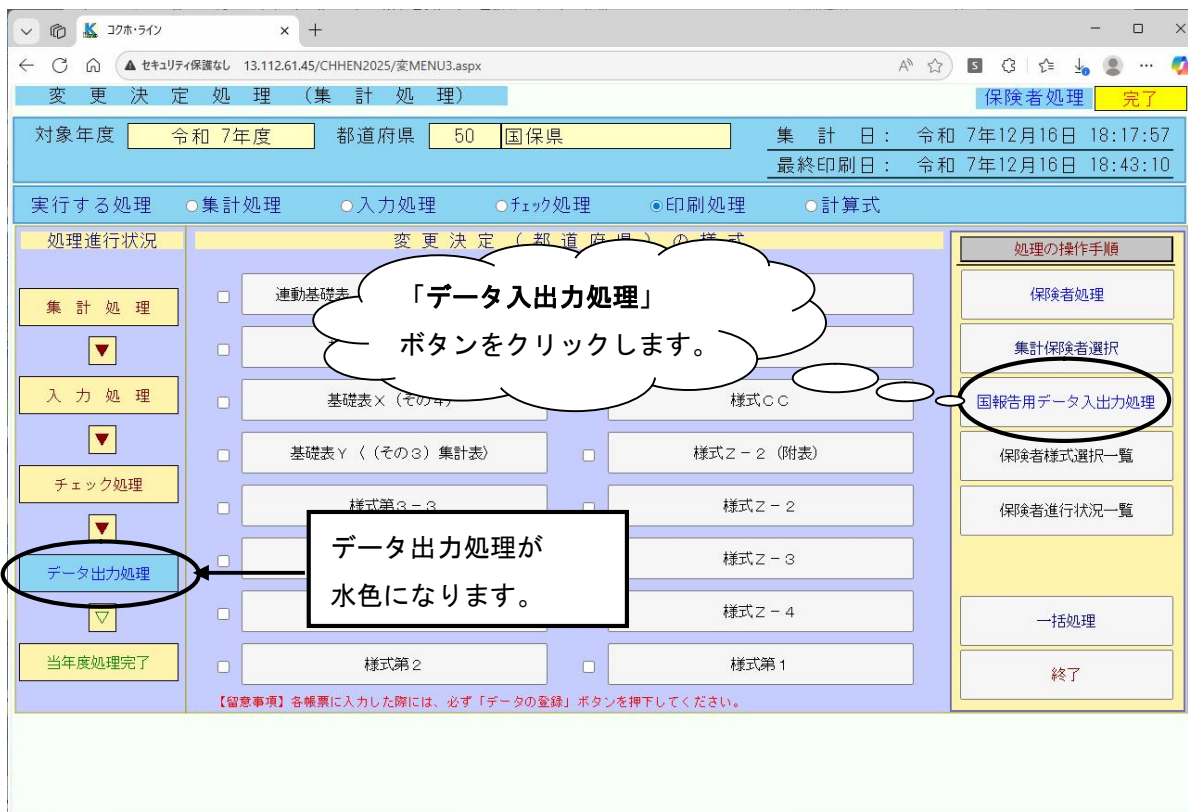 コクホ・ライン
セキュリティ保護なし 13.112.61.45/CHHEN2025/変MENU3.aspx
変更決定処理（集計処理）
保険者処理 完了
対象年度 令和 7年度 都道府県 50 国保県
集計日： 令和 7年12月16日 18:17:57
最終印刷日： 令和 7年12月16日 18:43:10
実行する処理 集計処理 入力処理 チェック処理 印刷処理 計算式
処理進行状況
集計処理
▼
入力処理
▼
チェック処理
▼
データ出力処理
▽
当年度処理完了
変更決定（都道府県）の様式
連動基礎表
「データ入出力処理」
ボタンをクリックします。
基礎表X（その4）
様式CC
基礎表Y〈（その3）集計表〉
様式Z－2（附表）
様式第3－3
様式Z－2
データ出力処理が
水色になります。
様式Z－3
様式Z－4
様式第2
様式第1
【留意事項】各帳票に入力した際には、必ず「データの登録」ボタンを押下してください。
処理の操作手順
保険者処理
集計保険者選択
国報告用データ入出力処理
保険者様式選択一覧
保険者進行状況一覧
一括処理
終了